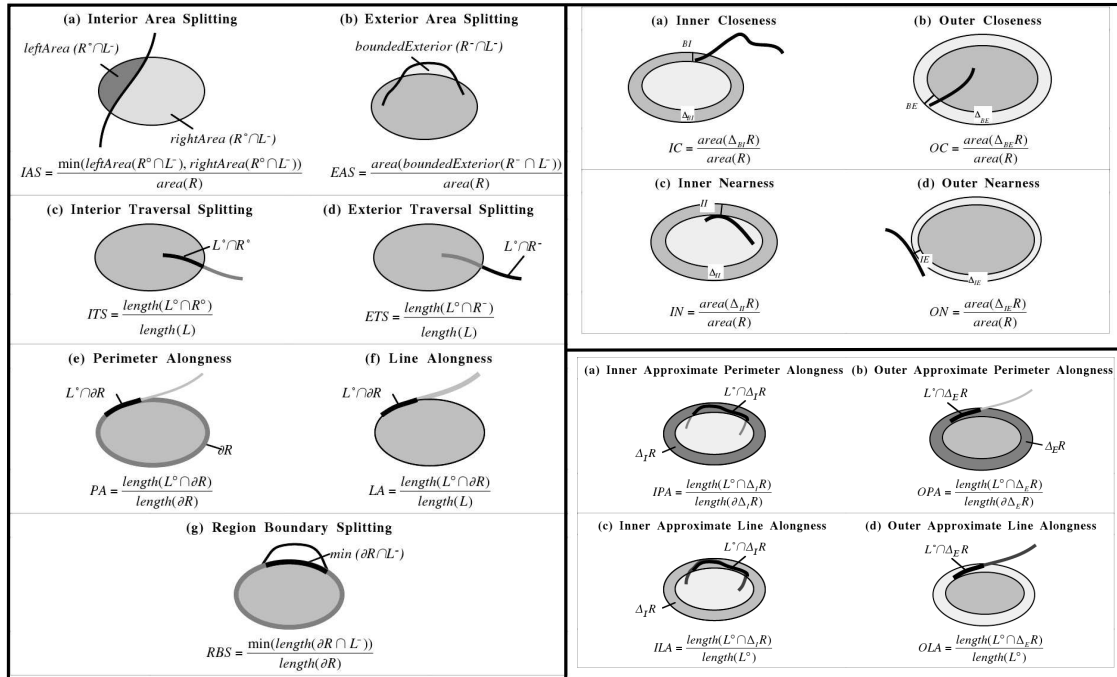 (a) Interior Area Splitting
leftArea (R°∩L⁻)
rightArea (R°∩L⁻)
IAS = min(leftArea(R°∩L⁻), rightArea(R°∩L⁻))
area(R)
(b) Exterior Area Splitting
boundedExterior (R⁻∩L⁻)
EAS = area(boundedExterior(R⁻ ∩ L⁻))
area(R)
(c) Interior Traversal Splitting
L°∩R°
ITS = length(L°∩R°)
length(L)
(d) Exterior Traversal Splitting
L°∩R⁻
ETS = length(L°∩R⁻)
length(L)
(e) Perimeter Alongness
L°∩∂R
∂R
PA = length(L°∩∂R)
length(∂R)
(f) Line Alongness
L°∩∂R
LA = length(L°∩∂R)
length(L)
(g) Region Boundary Splitting
min (∂R∩L⁻)
RBS = min(length(∂R ∩ L⁻))
length(∂R)
(a) Inner Closeness
BI
Δ_BI
IC = area(Δ_BI R)
area(R)
(b) Outer Closeness
BE
Δ_BE
OC = area(Δ_BE R)
area(R)
(c) Inner Nearness
II
Δ_II
IN = area(Δ_II R)
area(R)
(d) Outer Nearness
IE
Δ_IE
ON = area(Δ_IE R)
area(R)
(a) Inner Approximate Perimeter Alongness
L°∩Δ_I R
Δ_I R
IPA = length(L°∩Δ_I R)
length(∂Δ_I R)
(b) Outer Approximate Perimeter Alongness
L°∩Δ_E R
Δ_E R
OPA = length(L°∩Δ_E R)
length(∂Δ_E R)
(c) Inner Approximate Line Alongness
L°∩Δ_I R
Δ_I R
ILA = length(L°∩Δ_I R)
length(L°)
(d) Outer Approximate Line Alongness
L°∩Δ_E R
OLA = length(L°∩Δ_E R)
length(L°)